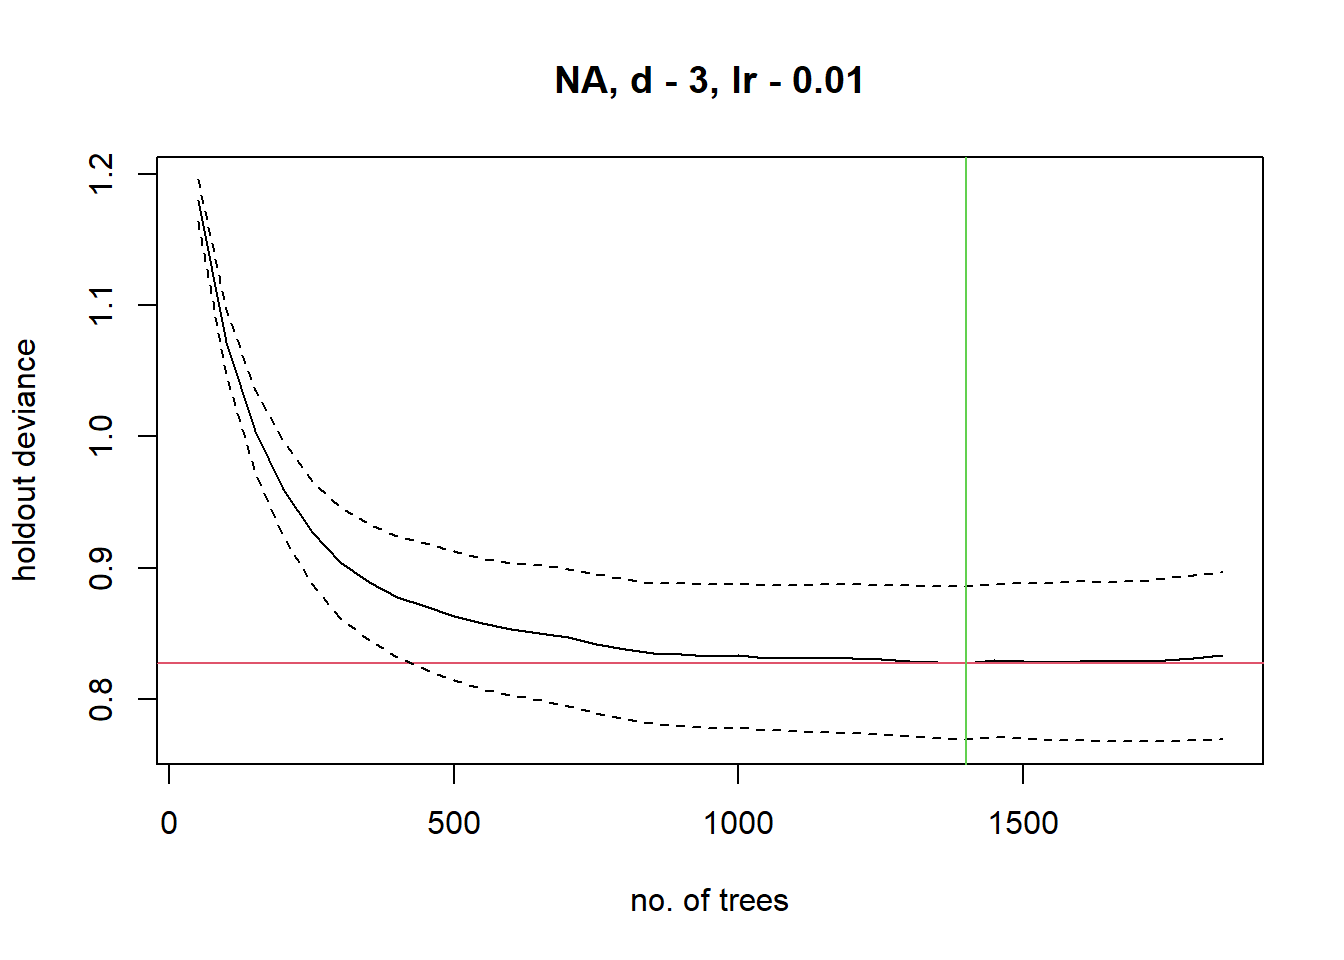 NA, d - 3, lr - 0.01
holdout deviance
1.2
1.1
1.0
0.9
0.8
0 500 1000 1500
no. of trees